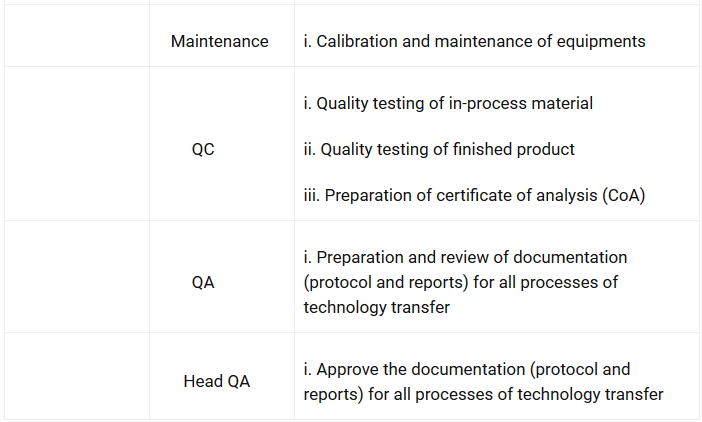 Maintenance
i. Calibration and maintenance of equipments
QC
i. Quality testing of in-process material
ii. Quality testing of finished product
iii. Preparation of certificate of analysis (CoA)
QA
i. Preparation and review of documentation
(protocol and reports) for all processes of
technology transfer
Head QA
i. Approve the documentation (protocol and
reports) for all processes of technology transfer